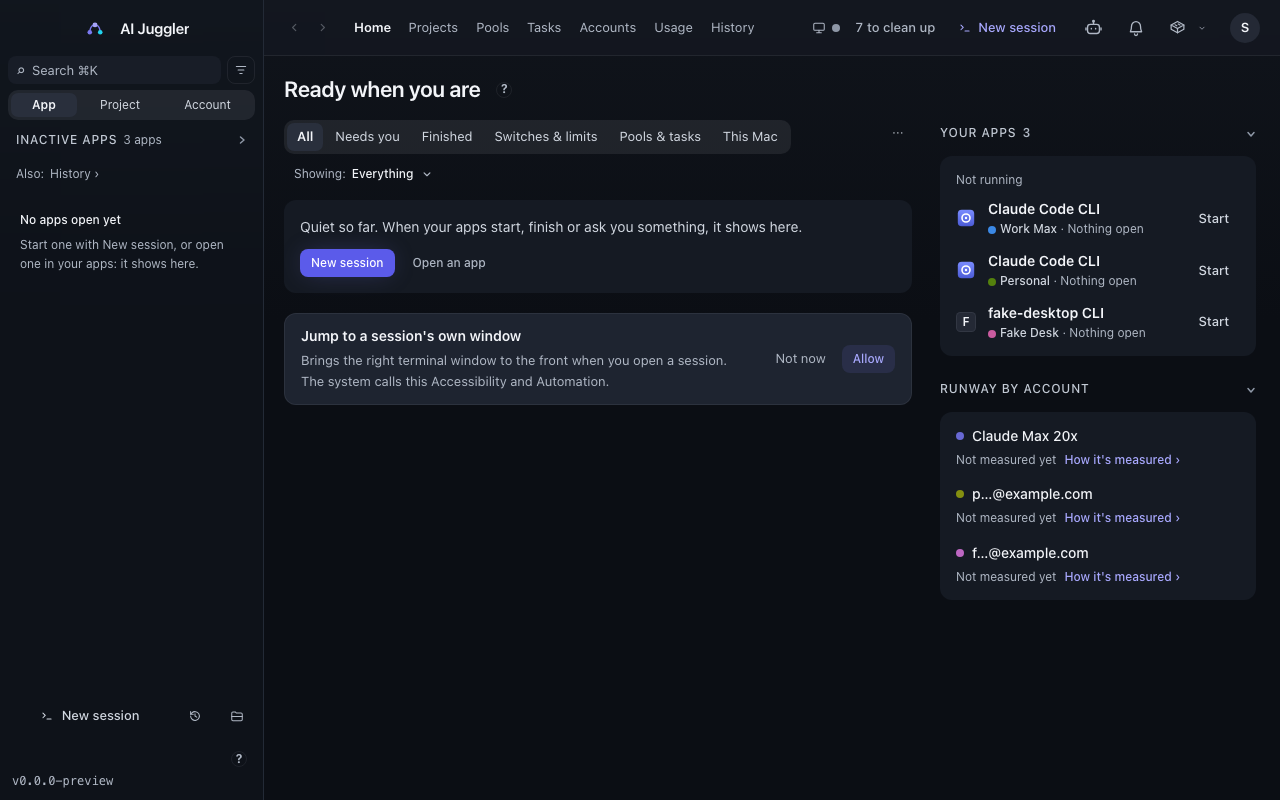 AI Juggler
Search ⌘K
App Project Account
INACTIVE APPS 3 apps
Also: History ›
No apps open yet
Start one with New session, or open
one in your apps: it shows here.
New session
?
v0.0.0-preview
Home Projects Pools Tasks Accounts Usage History
7 to clean up
New session
S
Ready when you are ?
All Needs you Finished Switches & limits Pools & tasks This Mac
Showing: Everything
Quiet so far. When your apps start, finish or ask you something, it shows here.
New session Open an app
Jump to a session's own window
Brings the right terminal window to the front when you open a session.
The system calls this Accessibility and Automation.
Not now Allow
YOUR APPS 3
Not running
Claude Code CLI
Work Max · Nothing open
Start
Claude Code CLI
Personal · Nothing open
Start
F
fake-desktop CLI
Fake Desk · Nothing open
Start
RUNWAY BY ACCOUNT
Claude Max 20x
Not measured yet How it's measured ›
p...@example.com
Not measured yet How it's measured ›
f...@example.com
Not measured yet How it's measured ›